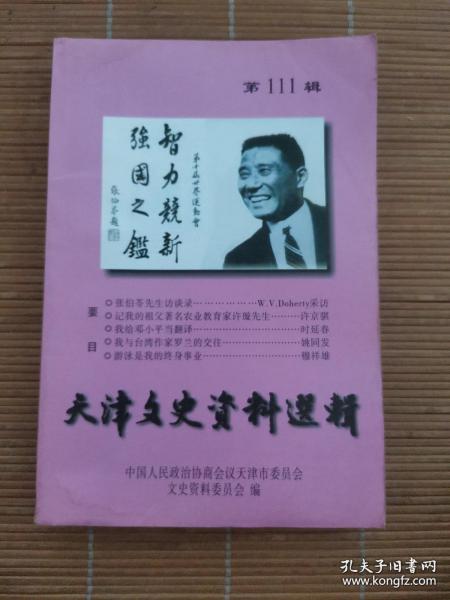 第 111 辑
智力競新
強國之鑑
第十届世界運動會
張伯苓題
要目
○张伯苓先生访谈录………………W.V.Doherty采访
○记我的祖父著名农业教育家许璇先生………许京骐
○我给邓小平当翻译………………时延春
○我与台湾作家罗兰的交往………………姚同发
○游泳是我的终身事业………………穆祥雄
天津文史資料選輯
中国人民政治协商会议天津市委员会
文史资料委员会 编
孔夫子旧书网
www.kongfz.com